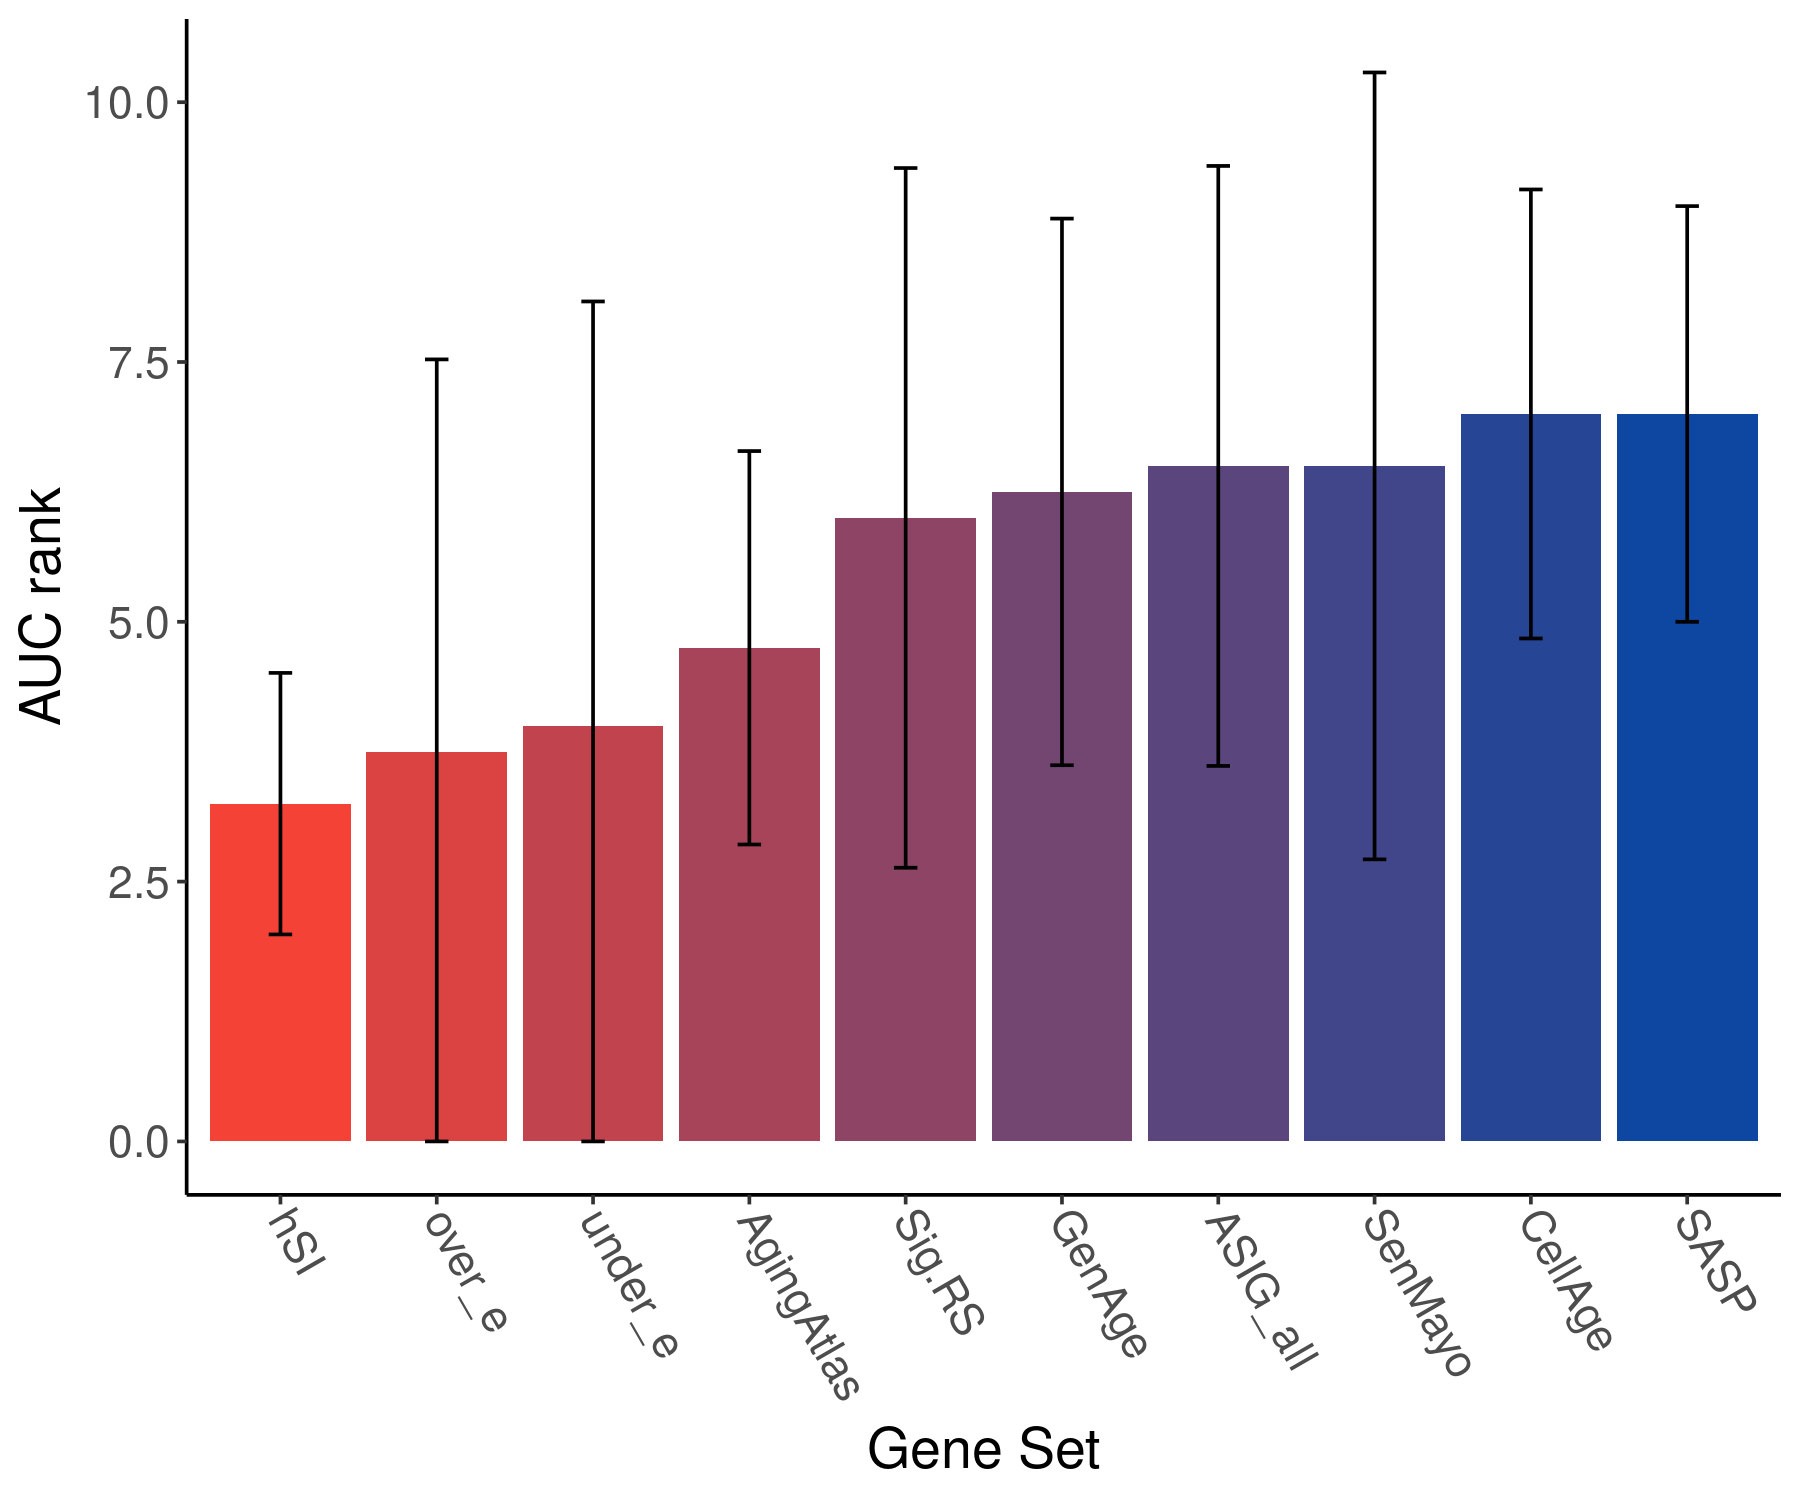 AUC rank
10.0
7.5
5.0
2.5
0.0
hSI
over_e
under_e
AgingAtlas
Sig.RS
GenAge
ASIG_all
SenMayo
CellAge
SASP
Gene Set